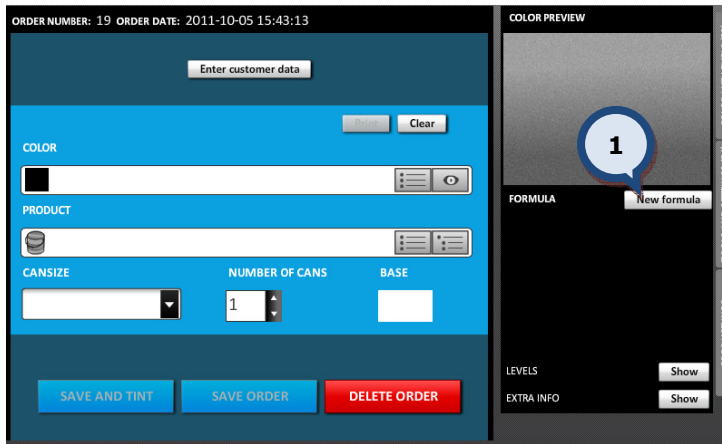 ORDER NUMBER: 19 ORDER DATE: 2011-10-05 15:43:13
Enter customer data
Print Clear
COLOR
PRODUCT
CANSIZE NUMBER OF CANS BASE
1
SAVE AND TINT SAVE ORDER DELETE ORDER
COLOR PREVIEW
1
FORMULA New formula
LEVELS Show
EXTRA INFO Show